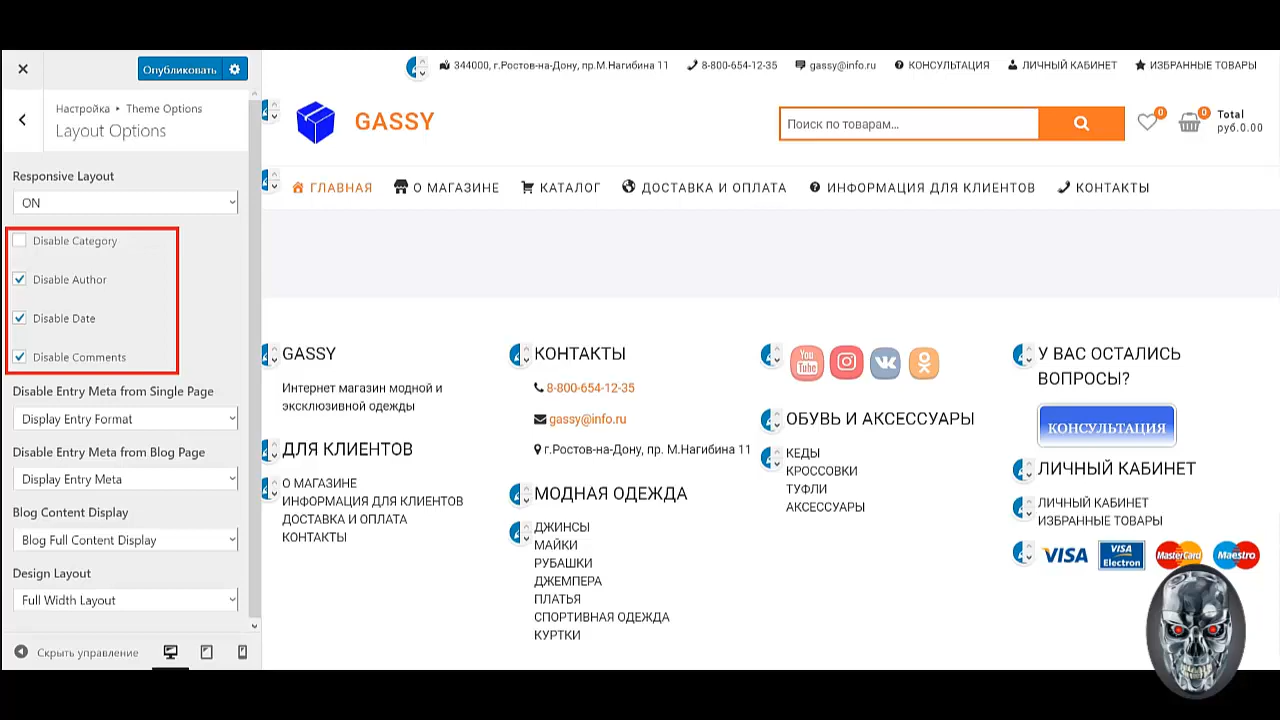 Опубликовать
Настройка ▸ Theme Options
Layout Options
Responsive Layout
ON
Disable Category
Disable Author
Disable Date
Disable Comments
Disable Entry Meta from Single Page
Display Entry Format
Disable Entry Meta from Blog Page
Display Entry Meta
Blog Content Display
Blog Full Content Display
Design Layout
Full Width Layout
Скрыть управление
344000, г.Ростов-на-Дону, пр.М.Нагибина 11
8-800-654-12-35
gassy@info.ru
КОНСУЛЬТАЦИЯ
ЛИЧНЫЙ КАБИНЕТ
ИЗБРАННЫЕ ТОВАРЫ
GASSY
Поиск по товарам...
0
0
Total
руб.0.00
ГЛАВНАЯ
О МАГАЗИНЕ
КАТАЛОГ
ДОСТАВКА И ОПЛАТА
ИНФОРМАЦИЯ ДЛЯ КЛИЕНТОВ
КОНТАКТЫ
GASSY
Интернет магазин модной и
эксклюзивной одежды
ДЛЯ КЛИЕНТОВ
О МАГАЗИНЕ
ИНФОРМАЦИЯ ДЛЯ КЛИЕНТОВ
ДОСТАВКА И ОПЛАТА
КОНТАКТЫ
КОНТАКТЫ
8-800-654-12-35
gassy@info.ru
г.Ростов-на-Дону, пр. М.Нагибина 11
МОДНАЯ ОДЕЖДА
ДЖИНСЫ
МАЙКИ
РУБАШКИ
ДЖЕМПЕРА
ПЛАТЬЯ
СПОРТИВНАЯ ОДЕЖДА
КУРТКИ
You
Tube
ОБУВЬ И АКСЕССУАРЫ
КЕДЫ
КРОССОВКИ
ТУФЛИ
АКСЕССУАРЫ
У ВАС ОСТАЛИСЬ
ВОПРОСЫ?
КОНСУЛЬТАЦИЯ
ЛИЧНЫЙ КАБИНЕТ
ЛИЧНЫЙ КАБИНЕТ
ИЗБРАННЫЕ ТОВАРЫ
VISA
VISA
Electron
MasterCard
Maestro